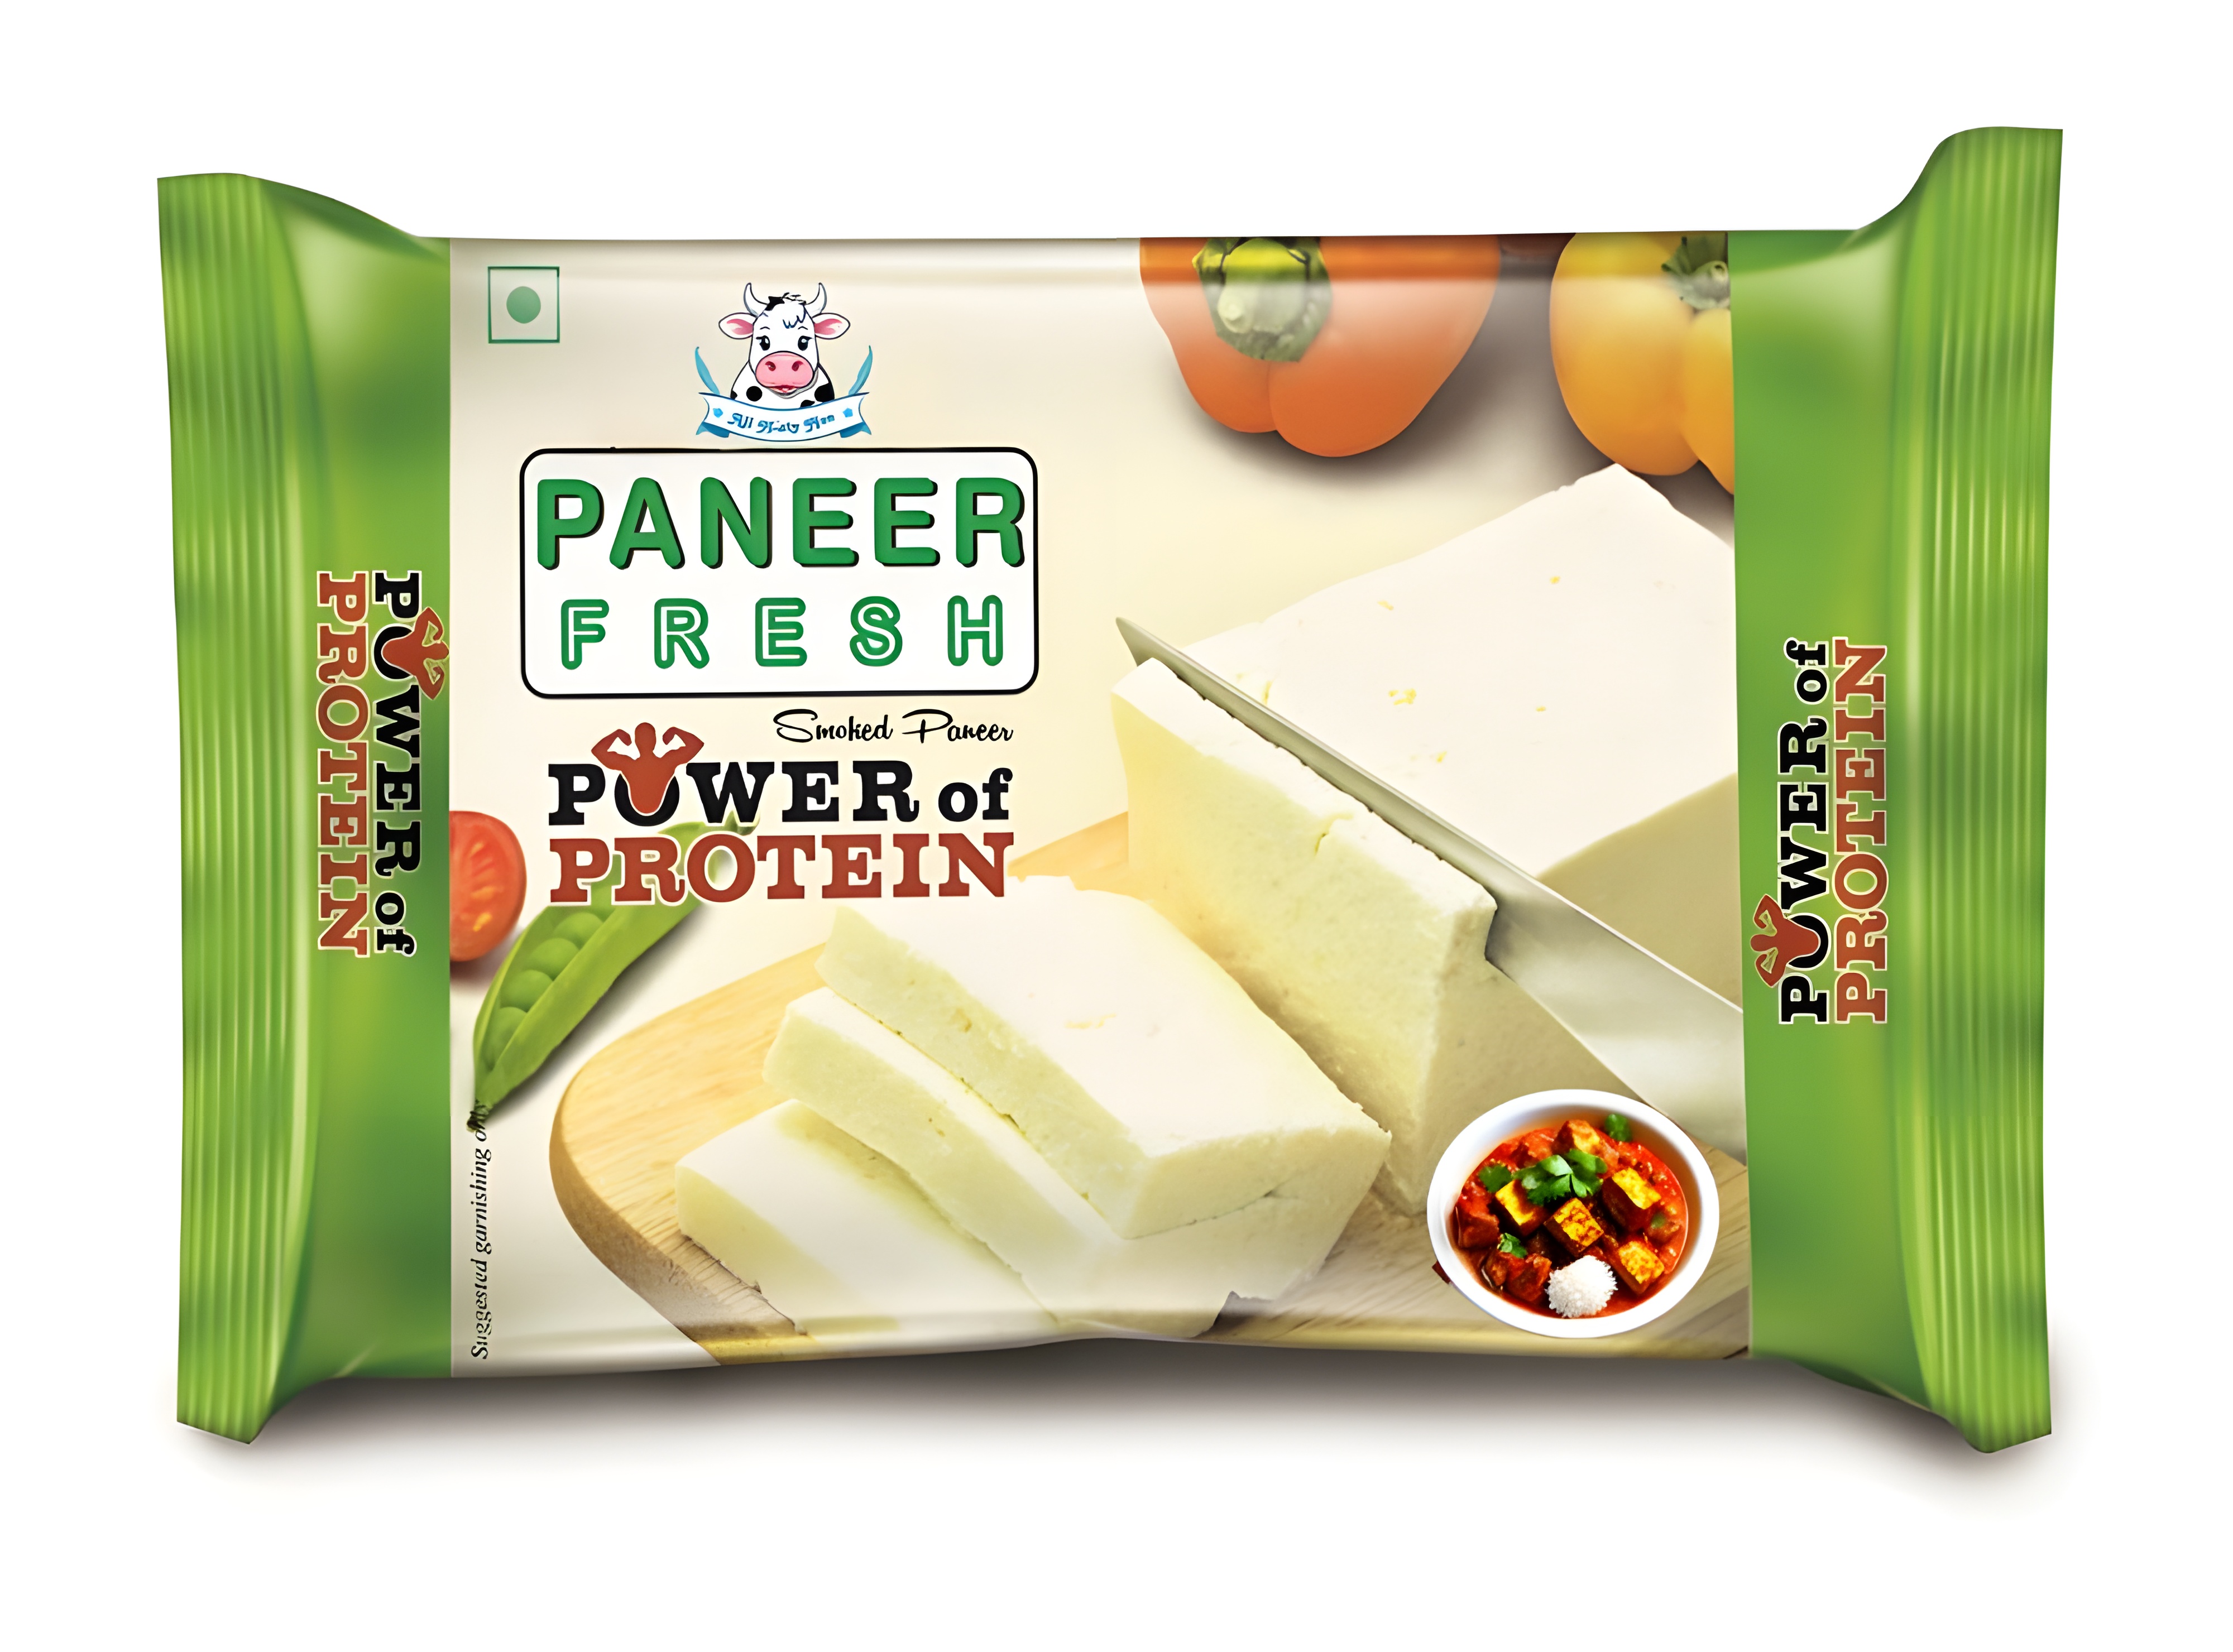 PANEER
FRESH
Smoked Paneer
POWER of
PROTEIN
POWER of
PROTEIN
POWER of
PROTEIN
Suggested garnishing only